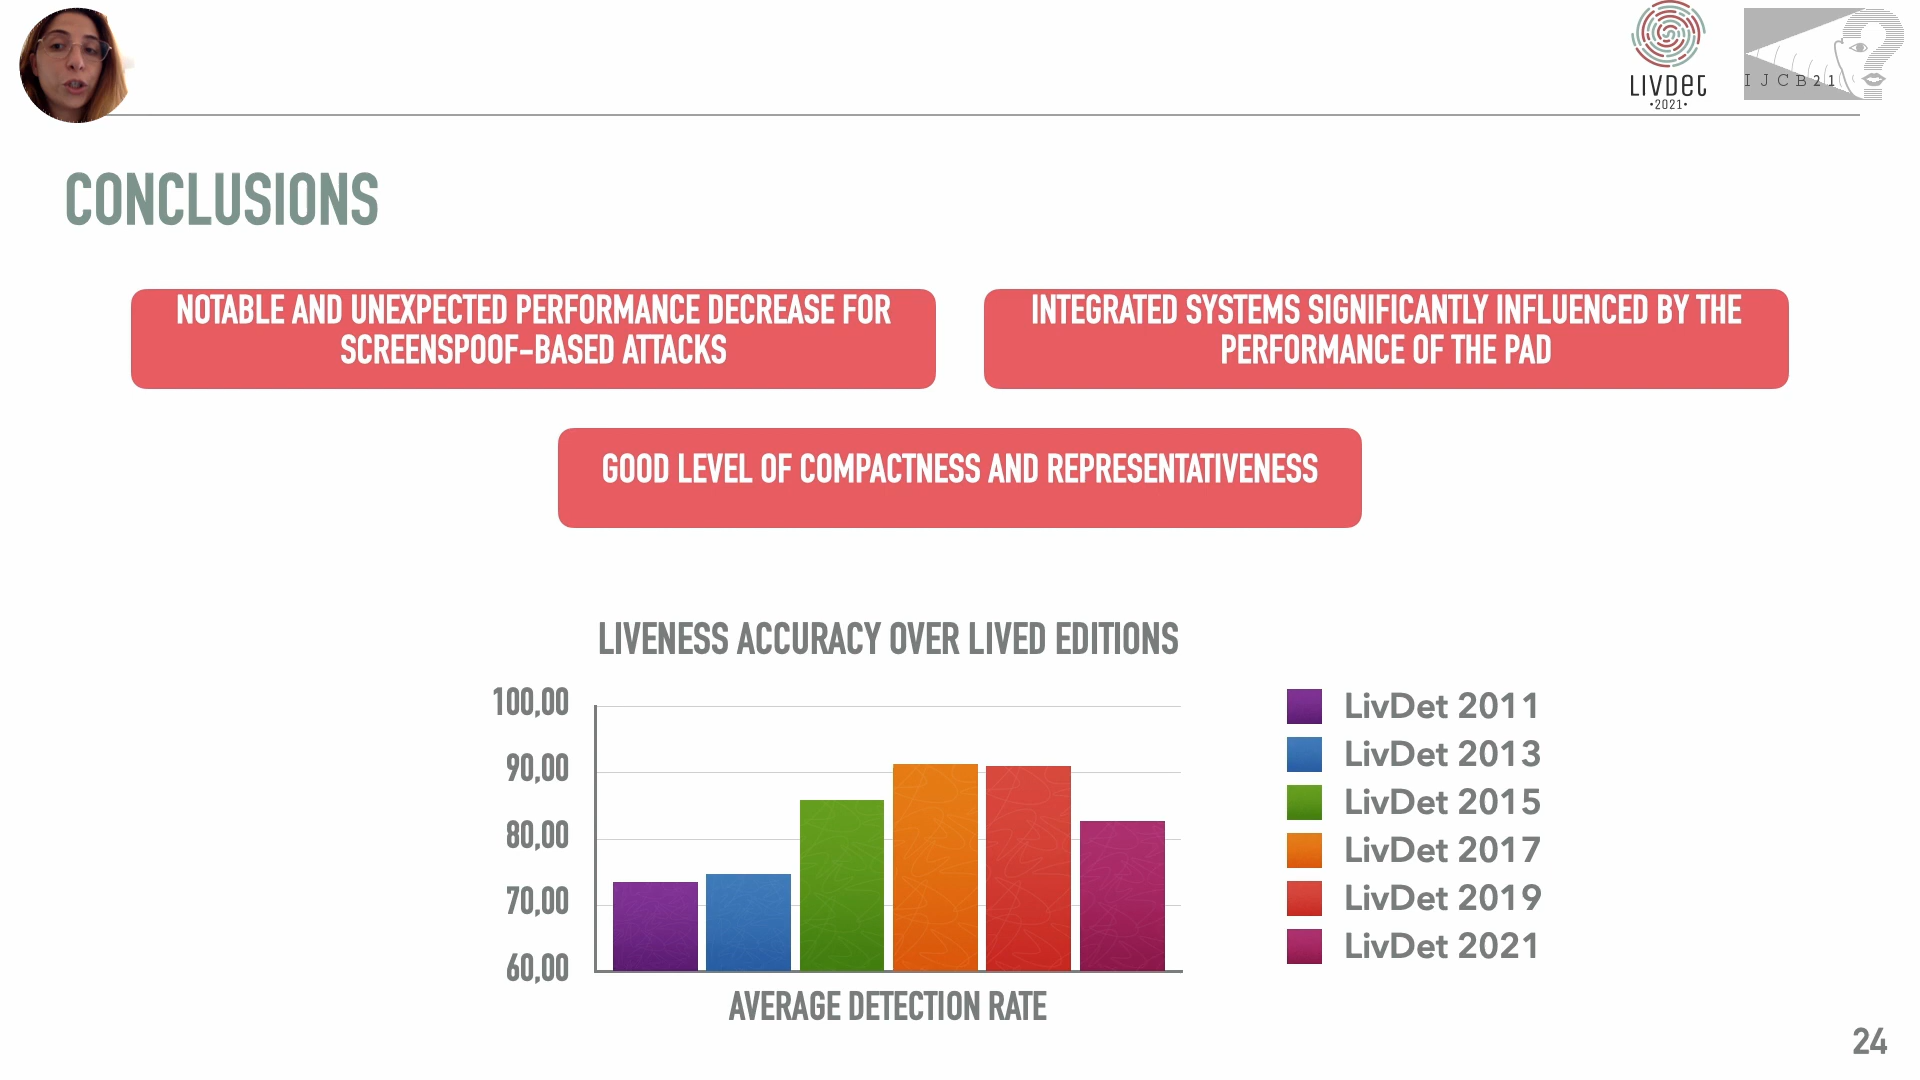 LIVDET
•2021•
IJCB21
CONCLUSIONS
NOTABLE AND UNEXPECTED PERFORMANCE DECREASE FOR
SCREENSPOOF-BASED ATTACKS
INTEGRATED SYSTEMS SIGNIFICANTLY INFLUENCED BY THE
PERFORMANCE OF THE PAD
GOOD LEVEL OF COMPACTNESS AND REPRESENTATIVENESS
LIVENESS ACCURACY OVER LIVED EDITIONS
100,00
90,00
80,00
70,00
60,00
AVERAGE DETECTION RATE
LivDet 2011
LivDet 2013
LivDet 2015
LivDet 2017
LivDet 2019
LivDet 2021
24